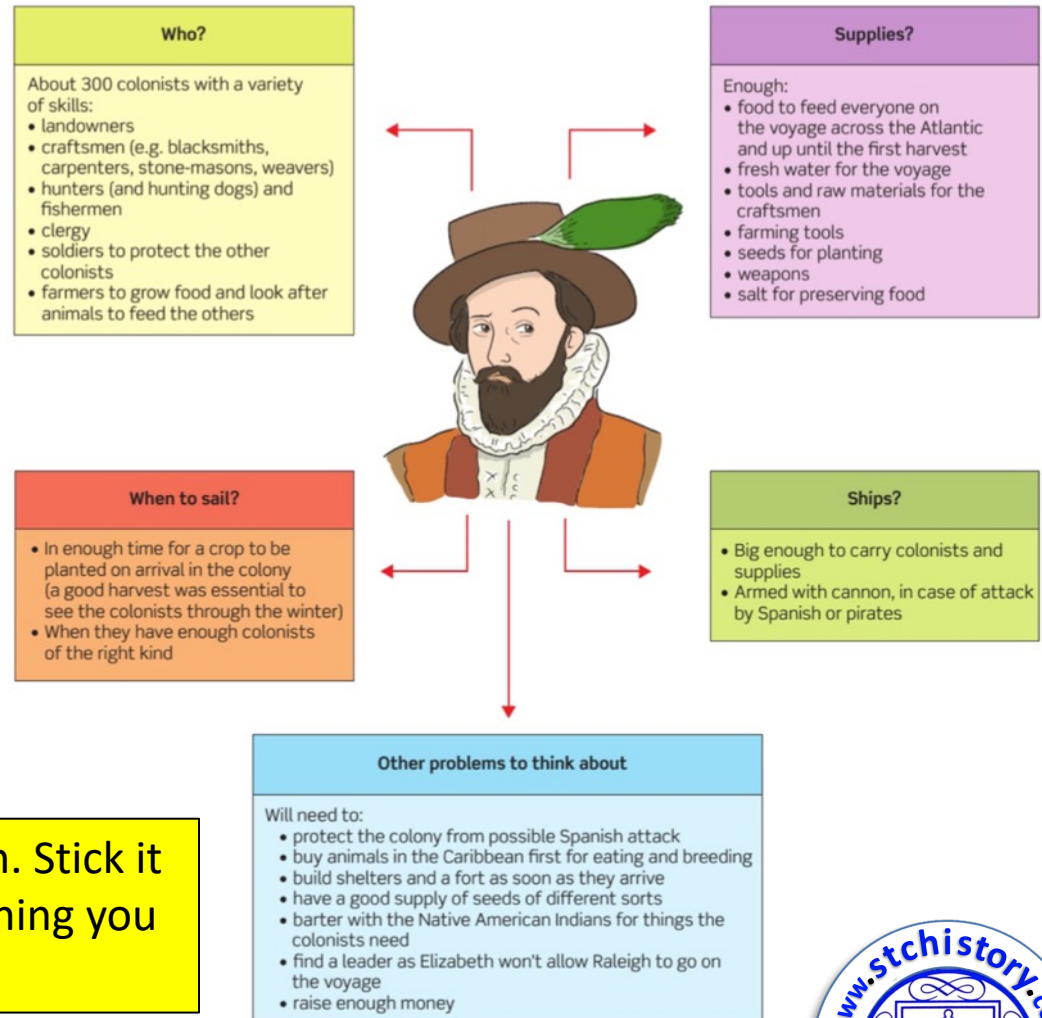 Who?
About 300 colonists with a variety
of skills:
• landowners
• craftsmen (e.g. blacksmiths,
carpenters, stone-masons, weavers)
• hunters (and hunting dogs) and
fishermen
• clergy
• soldiers to protect the other
colonists
• farmers to grow food and look after
animals to feed the others
Supplies?
Enough:
• food to feed everyone on
the voyage across the Atlantic
and up until the first harvest
• fresh water for the voyage
• tools and raw materials for the
craftsmen
• farming tools
• seeds for planting
• weapons
• salt for preserving food
When to sail?
• In enough time for a crop to be
planted on arrival in the colony
(a good harvest was essential to
see the colonists through the winter)
• When they have enough colonists
of the right kind
Ships?
• Big enough to carry colonists and
supplies
• Armed with cannon, in case of attack
by Spanish or pirates
Other problems to think about
Will need to:
• protect the colony from possible Spanish attack
• buy animals in the Caribbean first for eating and breeding
• build shelters and a fort as soon as they arrive
• have a good supply of seeds of different sorts
• barter with the Native American Indians for things the
colonists need
• find a leader as Elizabeth won't allow Raleigh to go on
the voyage
• raise enough money
Stick it
you
www.stchistory.c